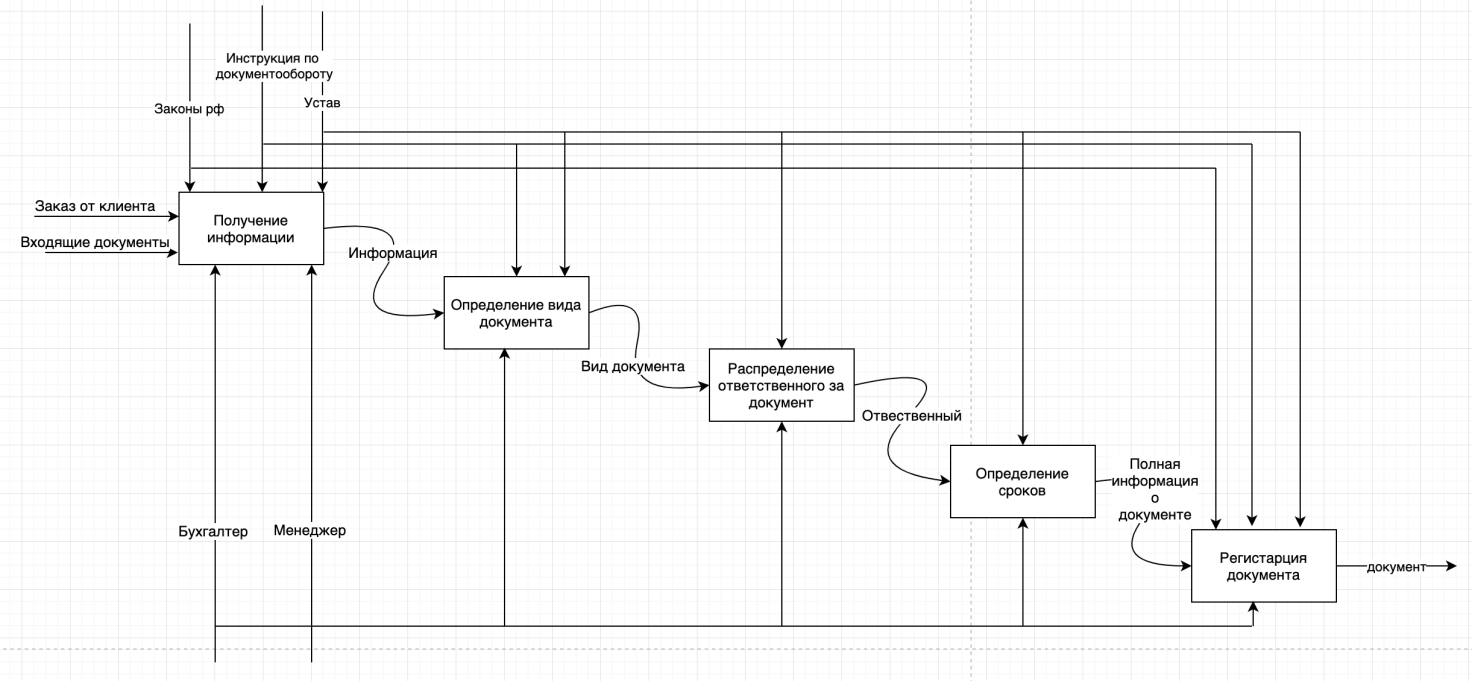 Инструкция по
документообороту
Законы рф
Устав
Заказ от клиента
Входящие документы
Получение
информации
Информация
Определение вида
документа
Вид документа
Распределение
ответственного за
документ
Отвественный
Определение
сроков
Полная
информация
о
документе
Бухгалтер
Менеджер
Регистарция
документа
документ